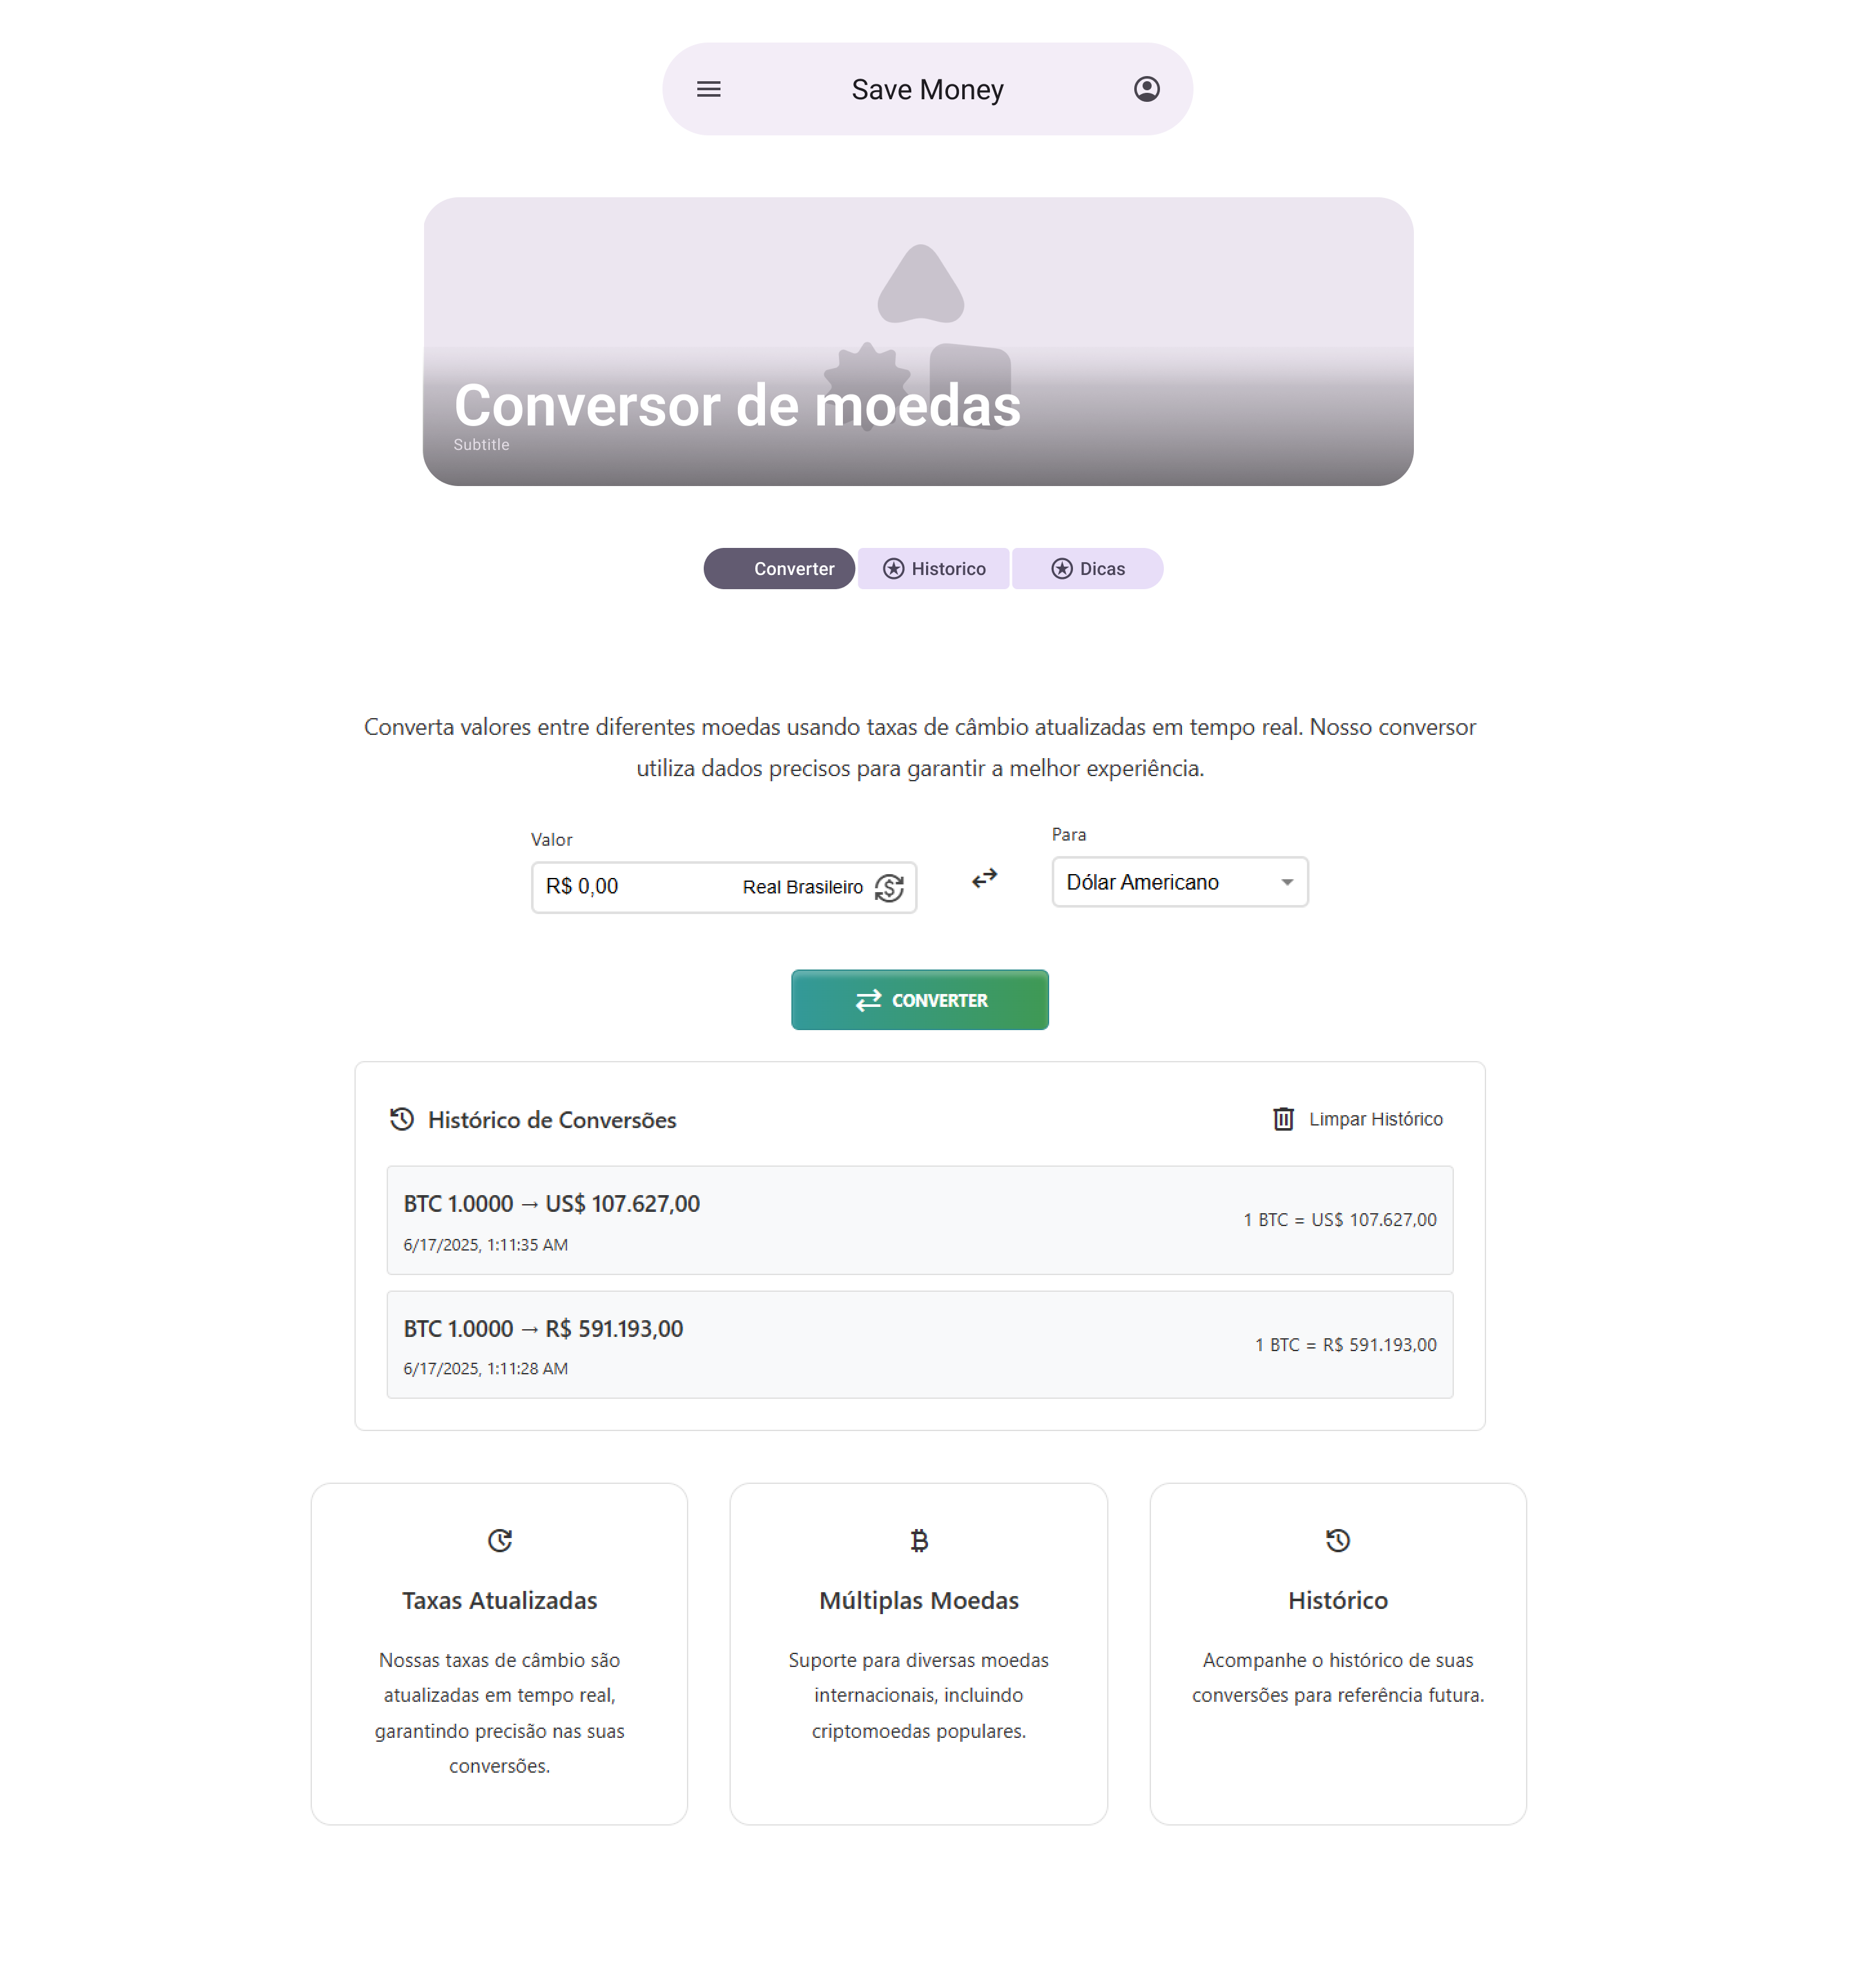 Save Money
Conversor de moedas
Subtitle
Converter
Historico
Dicas
Converta valores entre diferentes moedas usando taxas de câmbio atualizadas em tempo real. Nosso conversor
utiliza dados precisos para garantir a melhor experiência.
Valor
R$ 0,00
Real Brasileiro
Para
Dólar Americano
CONVERTER
Histórico de Conversões
Limpar Histórico
BTC 1.0000 → US$ 107.627,00
6/17/2025, 1:11:35 AM
1 BTC = US$ 107.627,00
BTC 1.0000 → R$ 591.193,00
6/17/2025, 1:11:28 AM
1 BTC = R$ 591.193,00
Taxas Atualizadas
Nossas taxas de câmbio são
atualizadas em tempo real,
garantindo precisão nas suas
conversões.
Múltiplas Moedas
Suporte para diversas moedas
internacionais, incluindo
criptomoedas populares.
Histórico
Acompanhe o histórico de suas
conversões para referência futura.